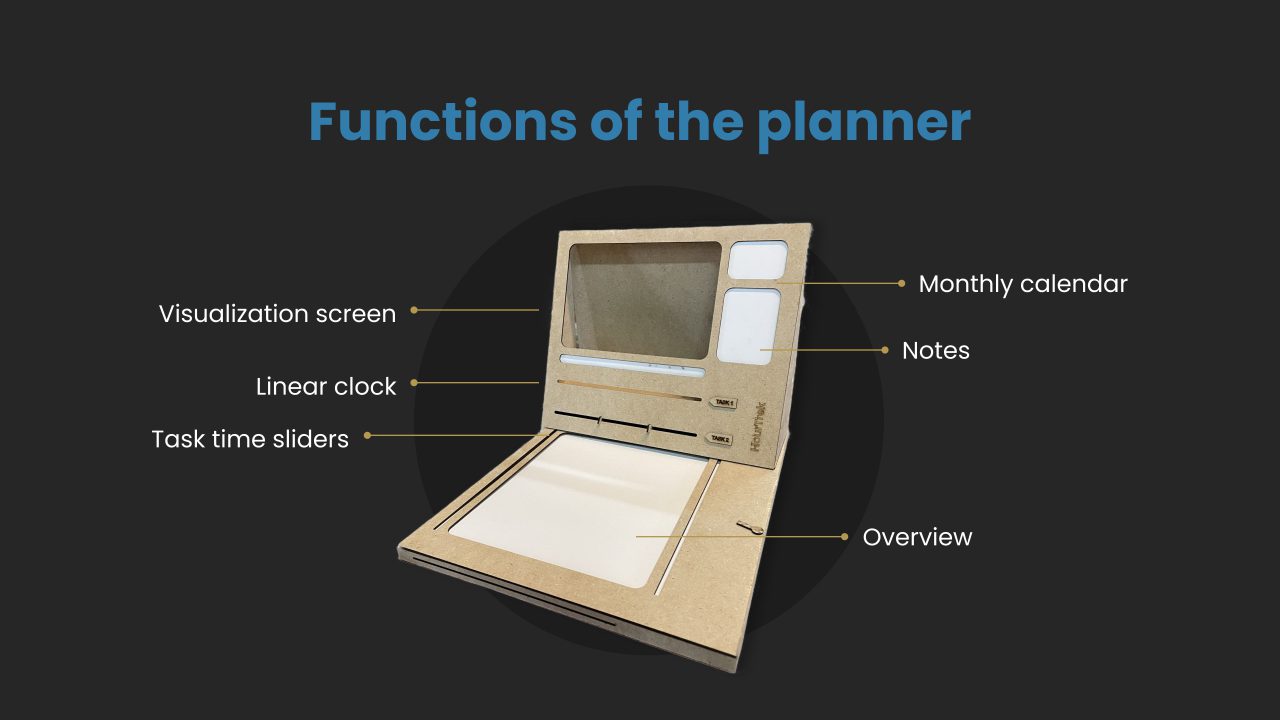 Functions of the planner
Visualization screen
Linear clock
Task time sliders
Monthly calendar
Notes
Overview
TASK 1
TASK 2
HourTrek